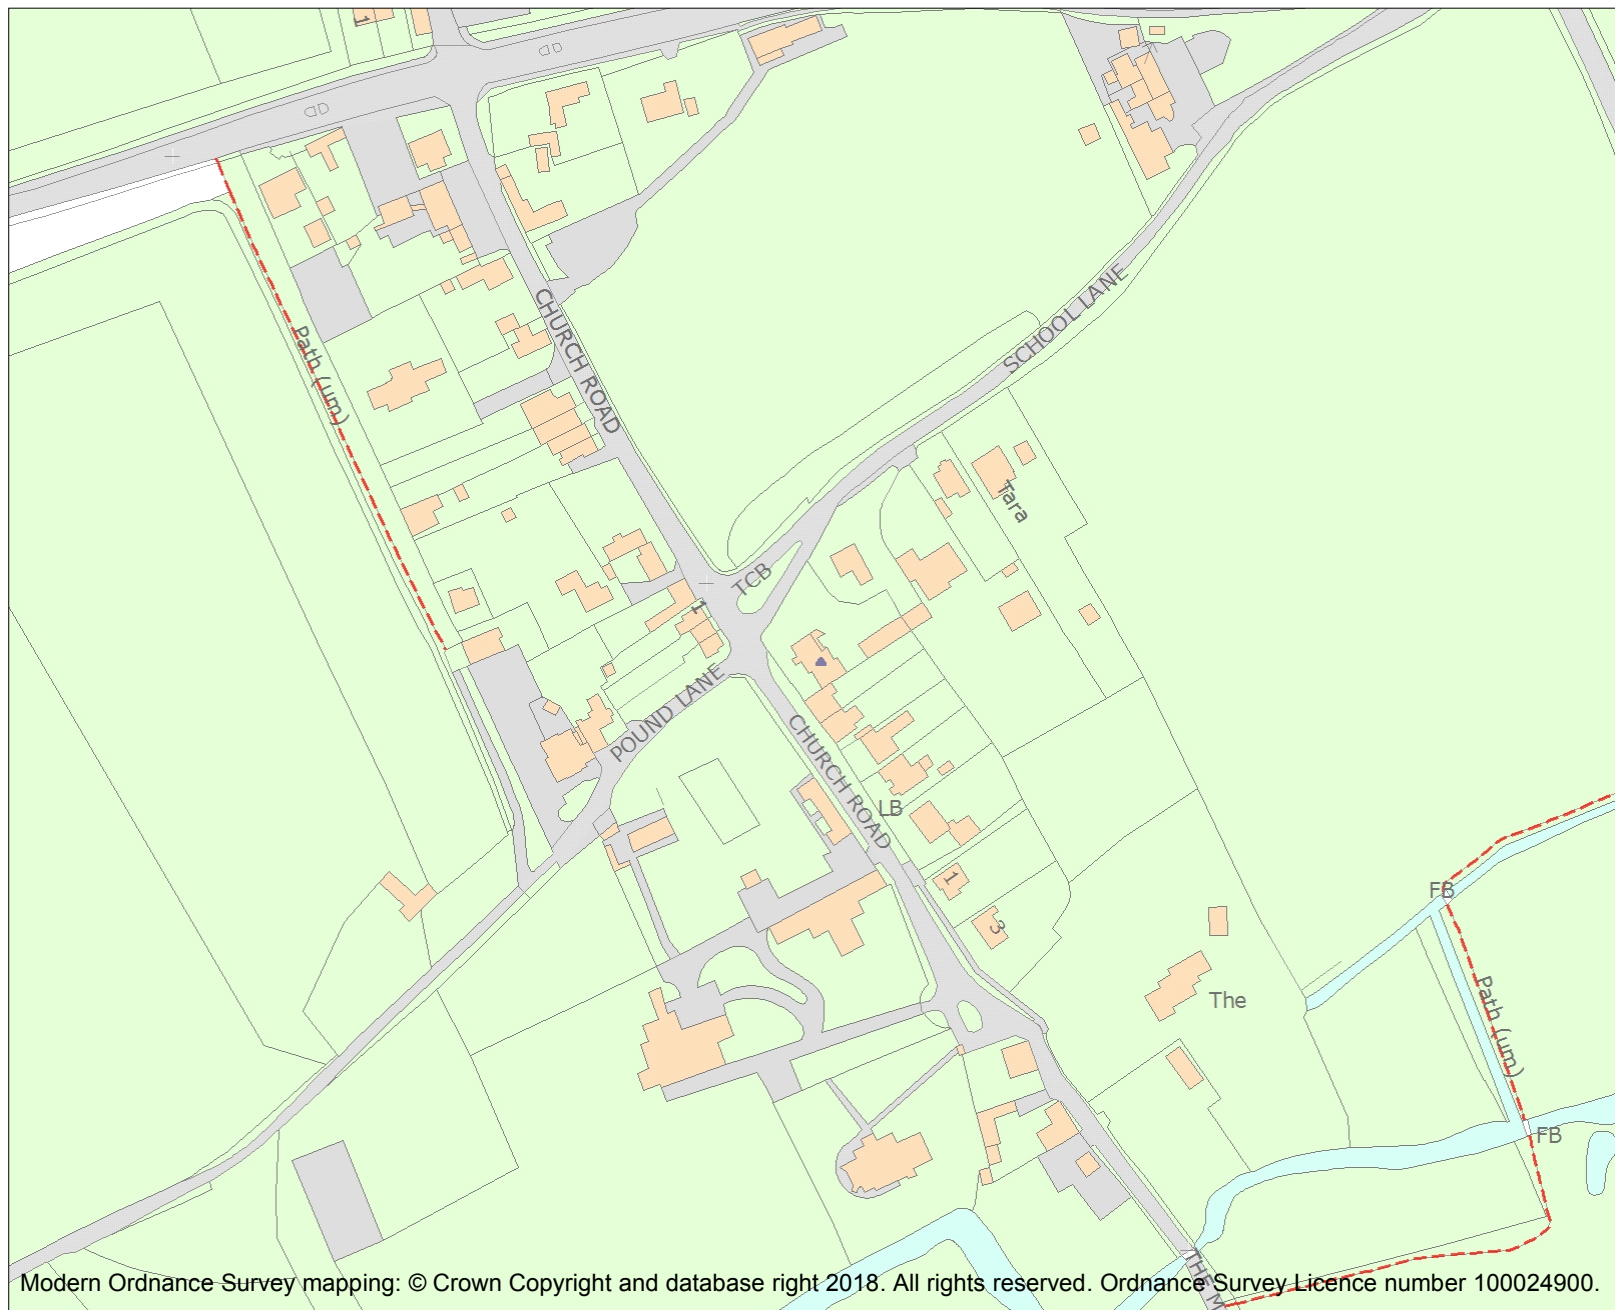 1
CHURCH ROAD
Path (um)
SCHOOL LANE
Tara
TCB
1
POUND LANE
CHURCH ROAD
LB
1
3
FB
The
Path (um)
FB
THE M
Modern Ordnance Survey mapping: © Crown Copyright and database right 2018. All rights reserved. Ordnance Survey Licence number 100024900.